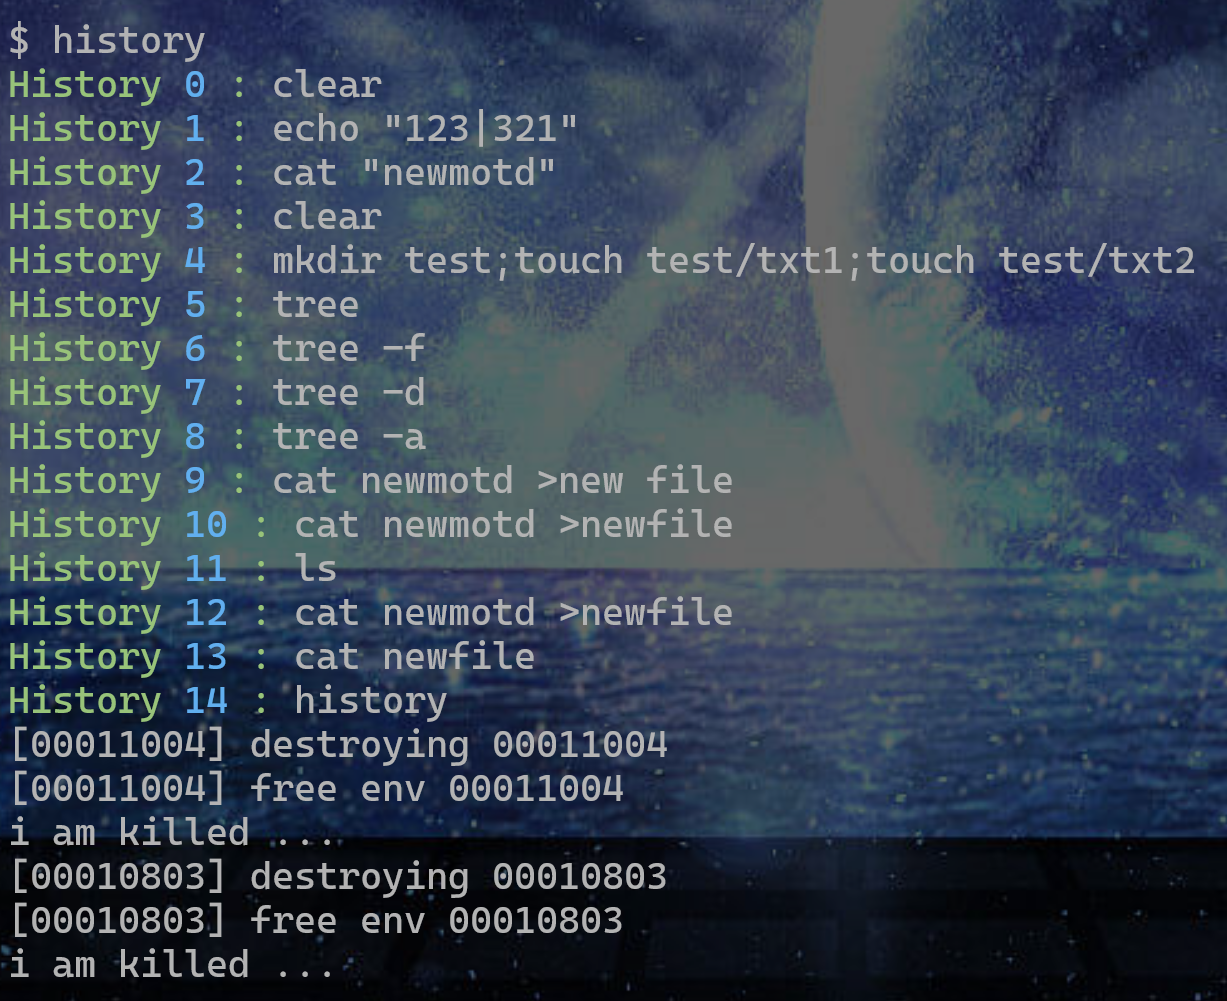 $ history
History 0 : clear
History 1 : echo "123|321"
History 2 : cat "newmotd"
History 3 : clear
History 4 : mkdir test;touch test/txt1;touch test/txt2
History 5 : tree
History 6 : tree -f
History 7 : tree -d
History 8 : tree -a
History 9 : cat newmotd >new file
History 10 : cat newmotd >newfile
History 11 : ls
History 12 : cat newmotd >newfile
History 13 : cat newfile
History 14 : history
[00011004] destroying 00011004
[00011004] free env 00011004
i am killed ...
[00010803] destroying 00010803
[00010803] free env 00010803
i am killed ...